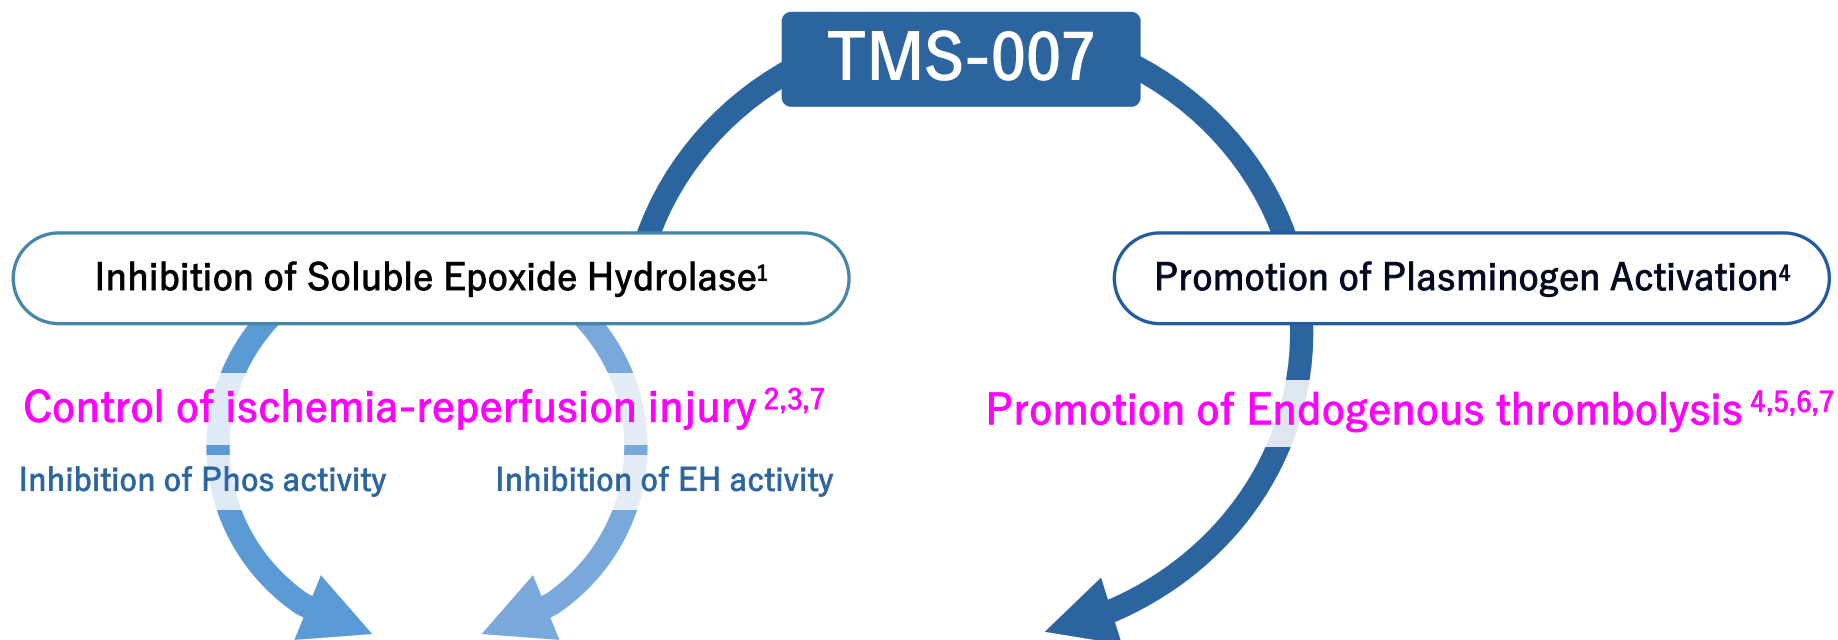 TMS-007
Inhibition of Soluble Epoxide Hydrolase¹
Promotion of Plasminogen Activation⁴
Control of ischemia-reperfusion injury ²,³,⁷
Promotion of Endogenous thrombolysis ⁴,⁵,⁶,⁷
Inhibition of Phos activity
Inhibition of EH activity